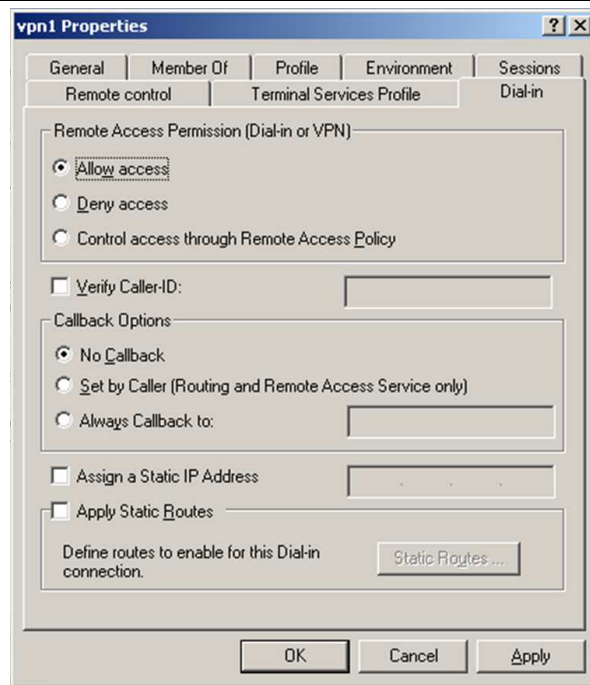 vpn1 Properties
General Member Of Profile Environment Sessions
Remote control Terminal Services Profile Dial-in
Remote Access Permission (Dial-in or VPN)
Allow access
Deny access
Control access through Remote Access Policy
Verify Caller-ID:
Callback Options
No Callback
Set by Caller (Routing and Remote Access Service only)
Always Callback to:
Assign a Static IP Address
Apply Static Routes
Define routes to enable for this Dial-in
connection.
Static Routes ...
OK Cancel Apply